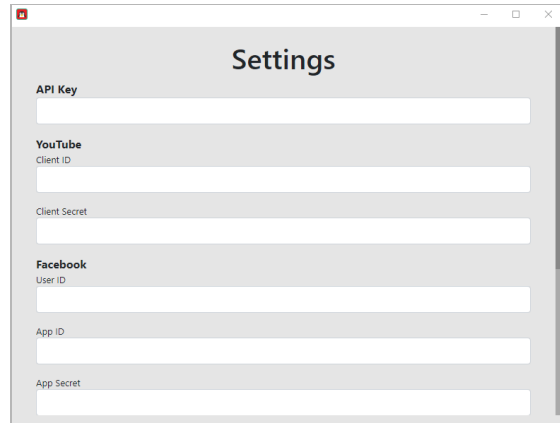 Settings
API Key
YouTube
Client ID
Client Secret
Facebook
User ID
App ID
App Secret